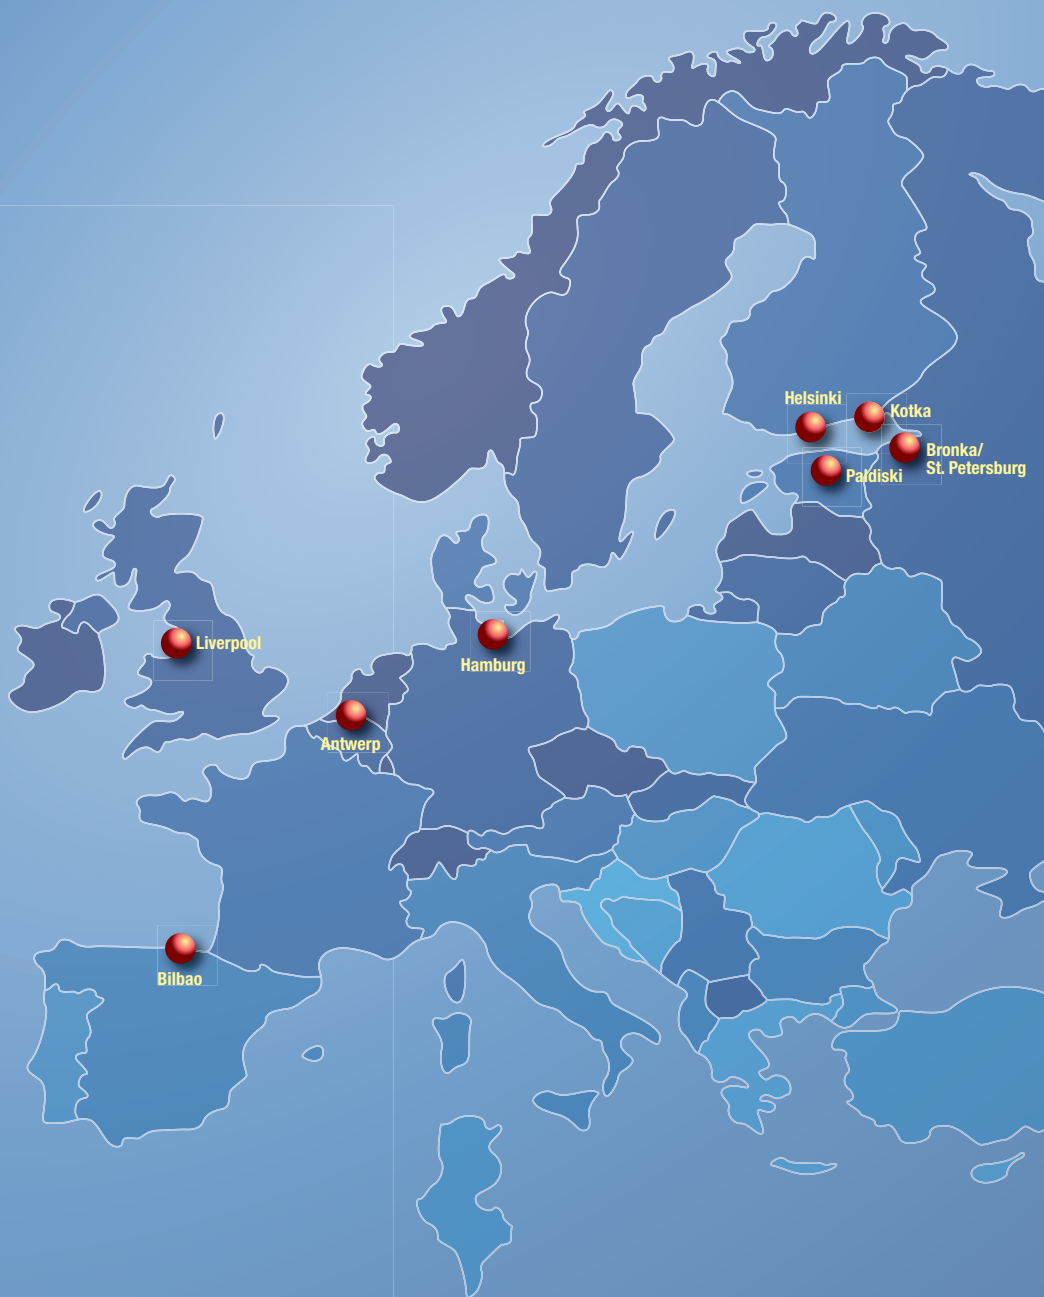 Helsinki
Kotka
Bronka/
St. Petersburg
Paldiski
Liverpool
Hamburg
Antwerp
Bilbao